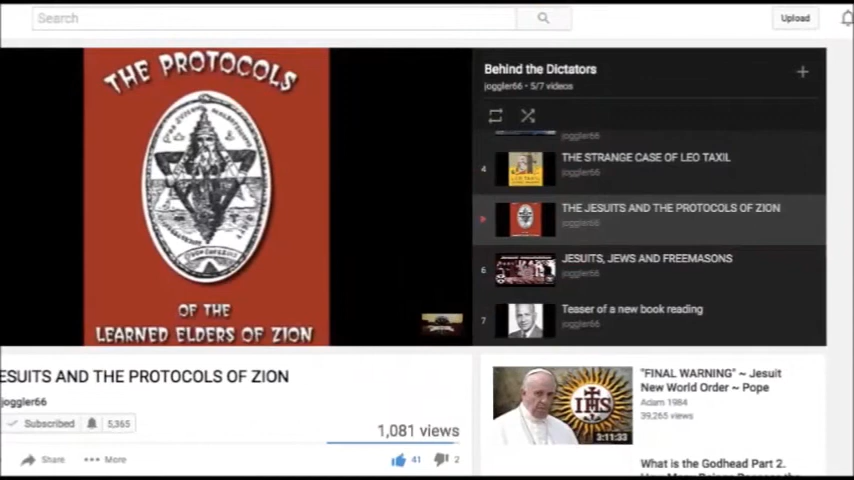 Search
Upload
THE PROTOCOLS
OF THE
LEARNED ELDERS OF ZION
Behind the Dictators
joggler66 • 5/7 videos
joggler66
4
THE STRANGE CASE OF LEO TAXIL
joggler66
THE JESUITS AND THE PROTOCOLS OF ZION
joggler66
6
JESUITS, JEWS AND FREEMASONS
joggler66
7
Teaser of a new book reading
joggler66
ESUITS AND THE PROTOCOLS OF ZION
joggler66
Subscribed
5,365
1,081 views
Share
More
41
2
IHS
3:11:33
"FINAL WARNING" ~ Jesuit
New World Order ~ Pope
Adam 1984
39,265 views
What is the Godhead Part 2.